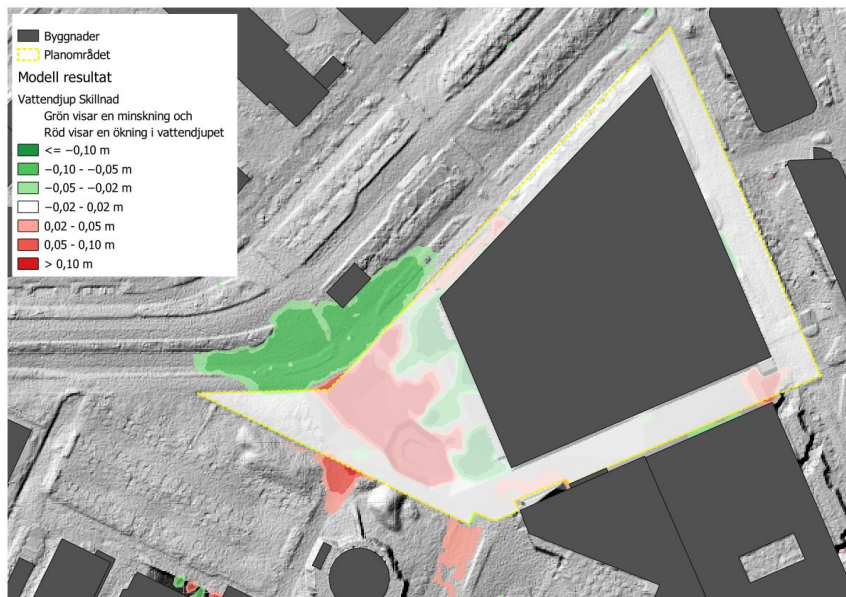 Byggnader
Planområdet
Modell resultat
Vattendjup Skillnad
Grön visar en minskning och
Röd visar en ökning i vattendjupet
<= −0,10 m
−0,10 - −0,05 m
−0,05 - −0,02 m
−0,02 - 0,02 m
0,02 - 0,05 m
0,05 - 0,10 m
> 0,10 m